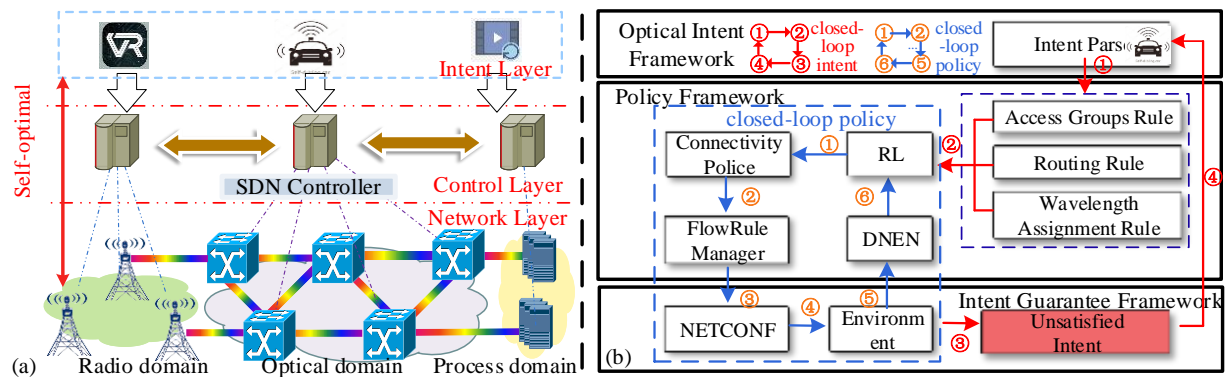 VR
Intent Layer
Self-optimal
SDN Controller
Control Layer
Network Layer
(a)
Radio domain
Optical domain
Process domain
Optical Intent
Framework
① ②
④ ③
closed-
loop
intent
① ②
⑥ ⑤
closed
-loop
policy
Intent Pars
①
Policy Framework
closed-loop policy
Connectivity
Police
①
RL
②
Access Groups Rule
Routing Rule
Wavelength
Assignment Rule
④
②
⑥
FlowRule
Manager
DNEN
③
⑤
NETCONF
④
Environm
ent
③
Intent Guarantee Framework
Unsatisfied
Intent
(b)